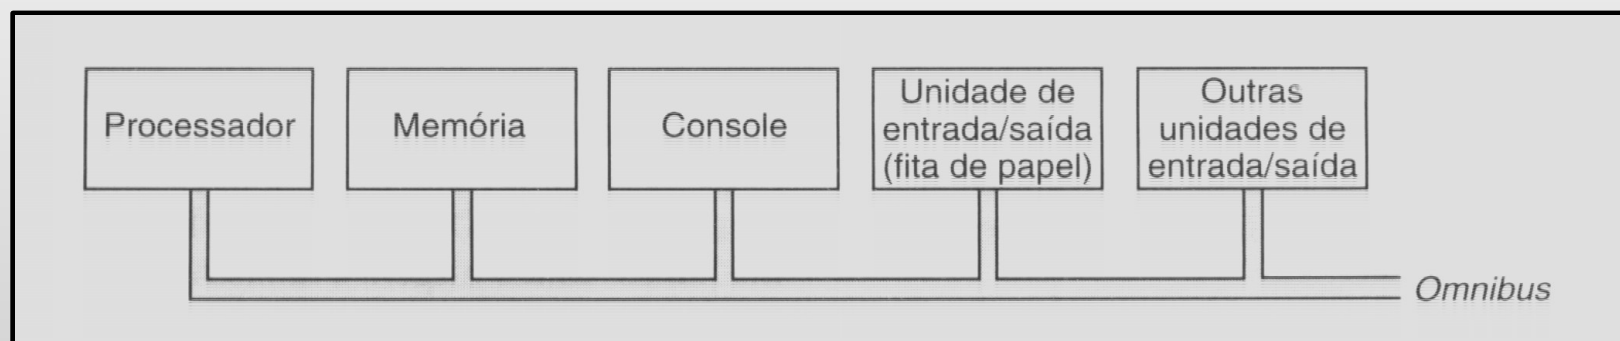 Processador
Memória
Console
Unidade de
entrada/saída
(fita de papel)
Outras
unidades de
entrada/saída
Omnibus